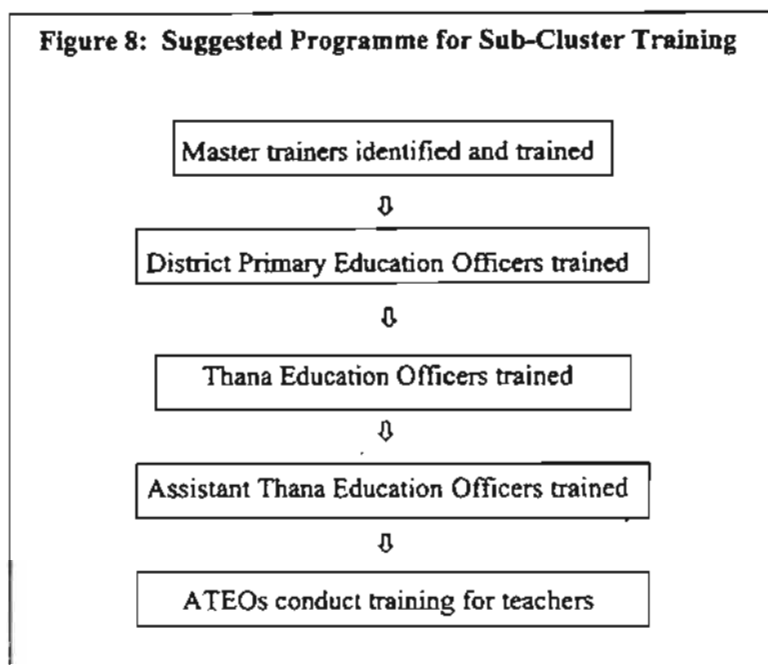 Figure 8: Suggested Programme for Sub-Cluster Training
Master trainers identified and trained
⇩
District Primary Education Officers trained
⇩
Thana Education Officers trained
⇩
Assistant Thana Education Officers trained
⇩
ATEOs conduct training for teachers